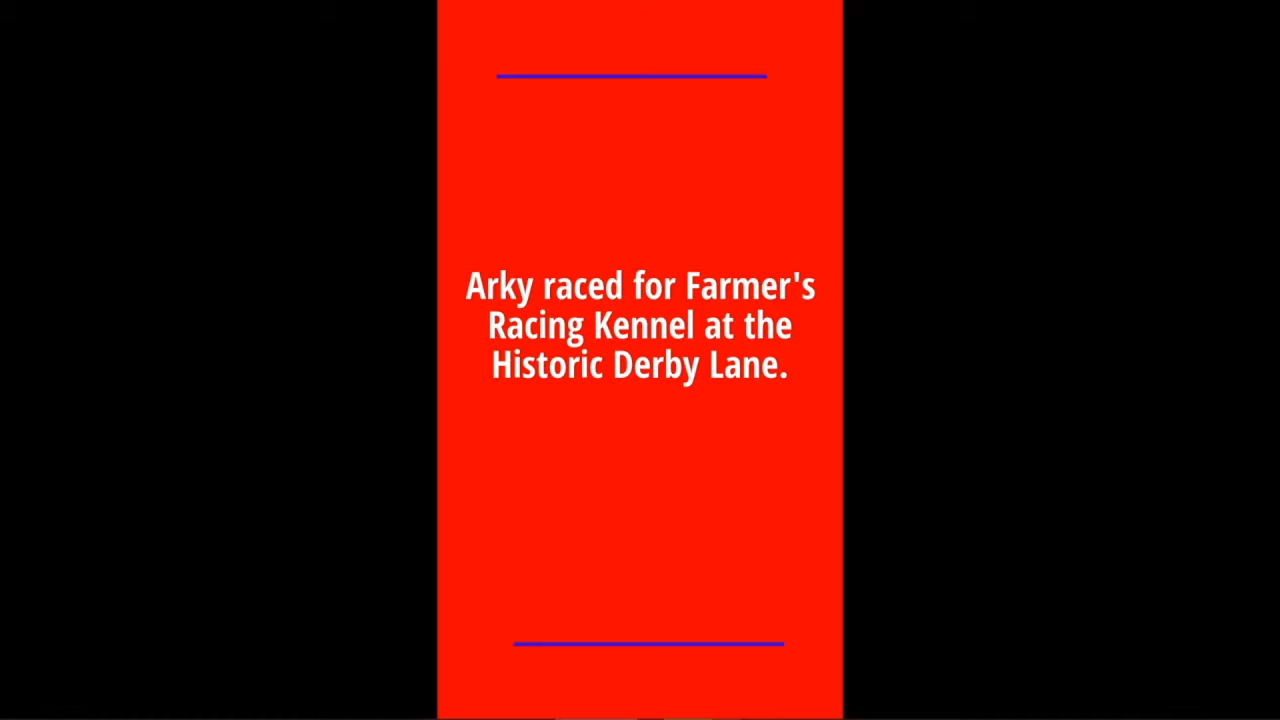 Arky raced for Farmer's
Racing Kennel at the
Historic Derby Lane.